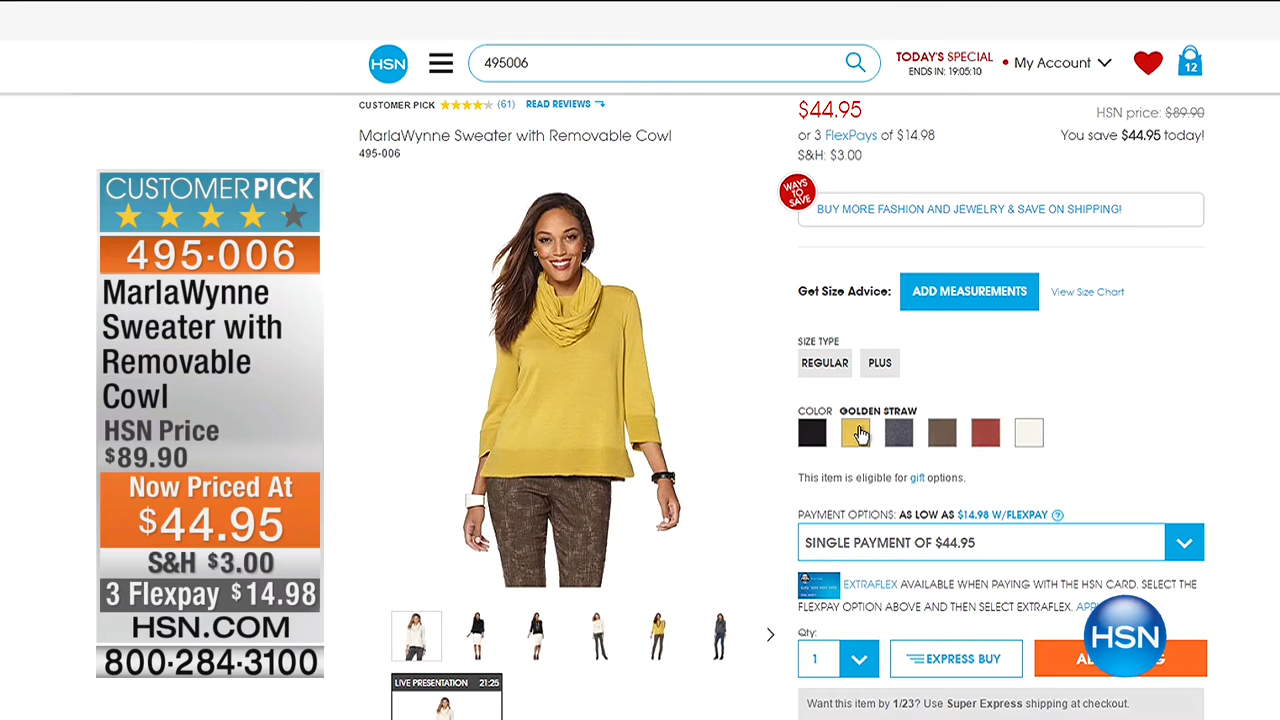 HSN
495006
TODAY'S SPECIAL
ENDS IN: 19:05:10
My Account
12
CUSTOMER PICK (61) READ REVIEWS
MarlaWynne Sweater with Removable Cowl
495-006
$44.95
HSN price: $89.90
or 3 FlexPays of $14.98
You save $44.95 today!
S&H: $3.00
WAYS
TO
SAVE
BUY MORE FASHION AND JEWELRY & SAVE ON SHIPPING!
Get Size Advice:
ADD MEASUREMENTS
View Size Chart
SIZE TYPE
REGULAR
PLUS
COLOR GOLDEN STRAW
This item is eligible for gift options.
PAYMENT OPTIONS: AS LOW AS $14.98 W/FLEXPAY ?
SINGLE PAYMENT OF $44.95
EXTRAFLEX AVAILABLE WHEN PAYING WITH THE HSN CARD. SELECT THE
FLEXPAY OPTION ABOVE AND THEN SELECT EXTRAFLEX.
Qty:
1
EXPRESS BUY
HSN
Want this item by 1/23? Use Super Express shipping at checkout.
LIVE PRESENTATION 21:25
CUSTOMERPICK
495-006
MarlaWynne
Sweater with
Removable
Cowl
HSN Price
$89.90
Now Priced At
$44.95
S&H $3.00
3 Flexpay $14.98
HSN.COM
800-284-3100